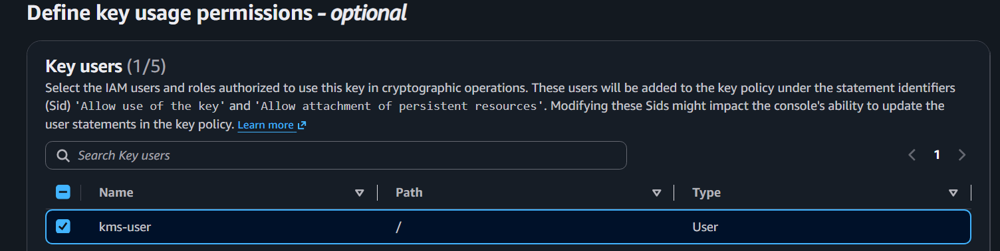 Define key usage permissions - optional
Key users (1/5)
Select the IAM users and roles authorized to use this key in cryptographic operations. These users will be added to the key policy under the statement identifiers
(Sid) 'Allow use of the key' and 'Allow attachment of persistent resources'. Modifying these Sids might impact the console's ability to update the
user statements in the key policy. Learn more
Search Key users
1
Name Path Type
kms-user / User